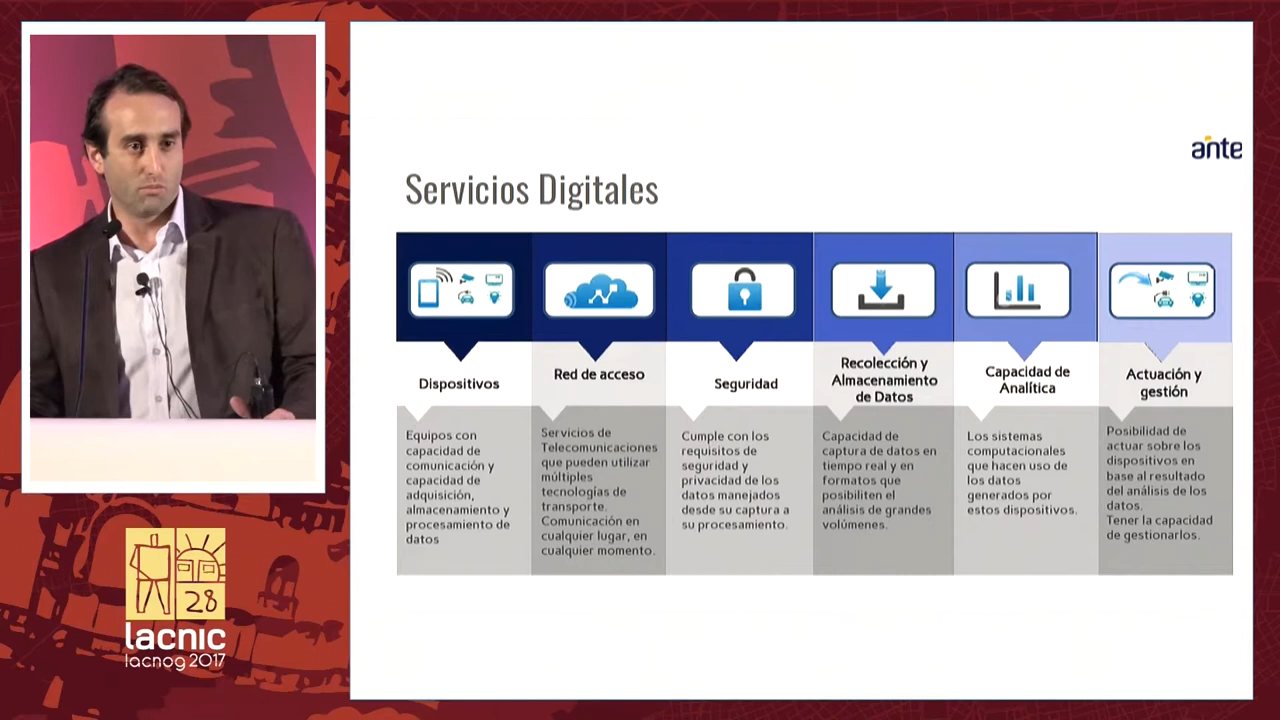 ante
Servicios Digitales
Dispositivos
Equipos con
capacidad de
comunicación y
capacidad de
adquisición,
almacenamiento y
procesamiento de
datos
Red de acceso
Servicios de
Telecomunicaciones
que pueden utilizar
múltiples
tecnologías de
transporte.
Comunicación en
cualquier lugar, en
cualquier momento.
Seguridad
Cumple con los
requisitos de
seguridad y
privacidad de los
datos manejados
desde su captura a
su procesamiento.
Recolección y
Almacenamiento
de Datos
Capacidad de
captura de datos en
tiempo real y en
formatos que
posibiliten el
análisis de grandes
volúmenes.
Capacidad de
Analítica
Los sistemas
computacionales
que hacen uso de
los datos
generados por
estos dispositivos.
Actuación y
gestión
Posibilidad de
actuar sobre los
dispositivos en
base al resultado
del análisis de los
datos.
Tener la capacidad
de gestionarlos.
28
lacnic
lacnog 2017